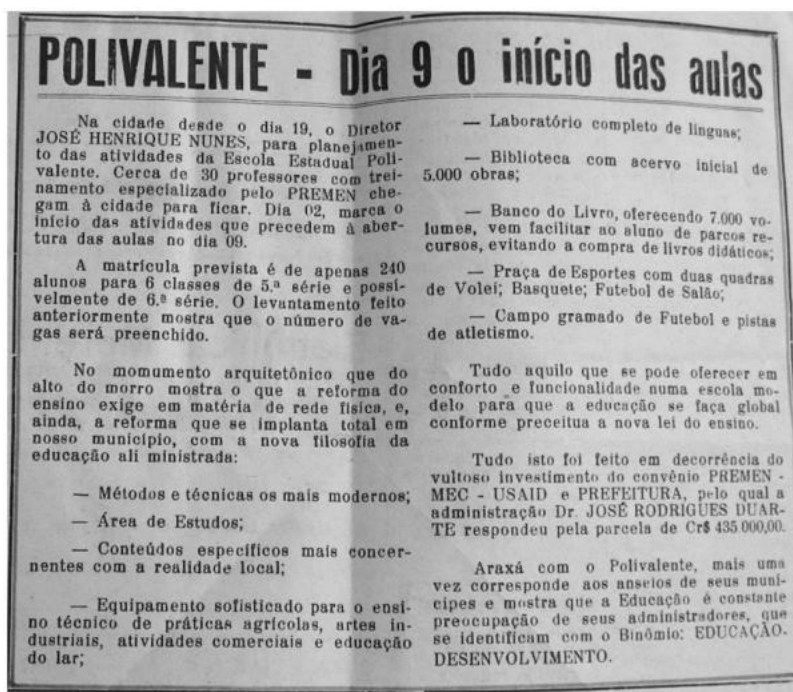 POLIVALENTE - Dia 9 o início das aulas
Na cidade desde o dia 19, o Diretor
JOSÉ HENRIQUE NUNES, para planejamen-
to das atividades da Escola Estadual Poli-
valente. Cerca de 30 professores com trei-
namento especializado pelo PREMEN che-
gam à cidade para ficar. Dia 02, marca o
início das atividades que precedem à aber-
tura das aulas no dia 09.
A matrícula prevista é de apenas 240
alunos para 6 classes de 5.ª série e possi-
velmente de 6.ª série. O levantamento feito
anteriormente mostra que o número de va-
gas será preenchido.
No momumento arquitetônico que do
alto do morro mostra o que a reforma do
ensino exige em matéria de rede física, e,
ainda, a reforma que se implanta total em
nosso município, com a nova filosofia da
educação ali ministrada:
— Métodos e técnicas os mais modernos;
— Área de Estudos;
— Conteúdos específicos mais concer-
nentes com a realidade local;
— Equipamento sofisticado para o ensi-
no técnico de práticas agrícolas, artes in-
dustriais, atividades comerciais e educação
do lar;
— Laboratório completo de línguas;
— Biblioteca com acervo inicial de
5.000 obras;
— Banco do Livro, oferecendo 7.000 vo-
lumes, vem facilitar ao aluno de parcos re-
cursos, evitando a compra de livros didáticos;
— Praça de Esportes com duas quadras
de Volei; Basquete; Futebol de Salão;
— Campo gramado de Futebol e pistas
de atletismo.
Tudo aquilo que se pode oferecer em
conforto e funcionalidade numa escola mo-
delo para que a educação se faça global
conforme preceitua a nova lei do ensino.
Tudo isto foi feito em decorrência do
vultoso investimento do convênio PREMEN -
MEC - USAID e PREFEITURA, pelo qual a
administração Dr. JOSÉ RODRIGUES DUAR-
TE respondeu pela parcela de Cr$ 435.000,00.
Araxá com o Polivalente, mais uma
vez corresponde aos anseios de seus muni-
cipes e mostra que a Educação é constante
preocupação de seus administradores, que
se identificam com o Binômio: EDUCAÇÃO-
DESENVOLVIMENTO.